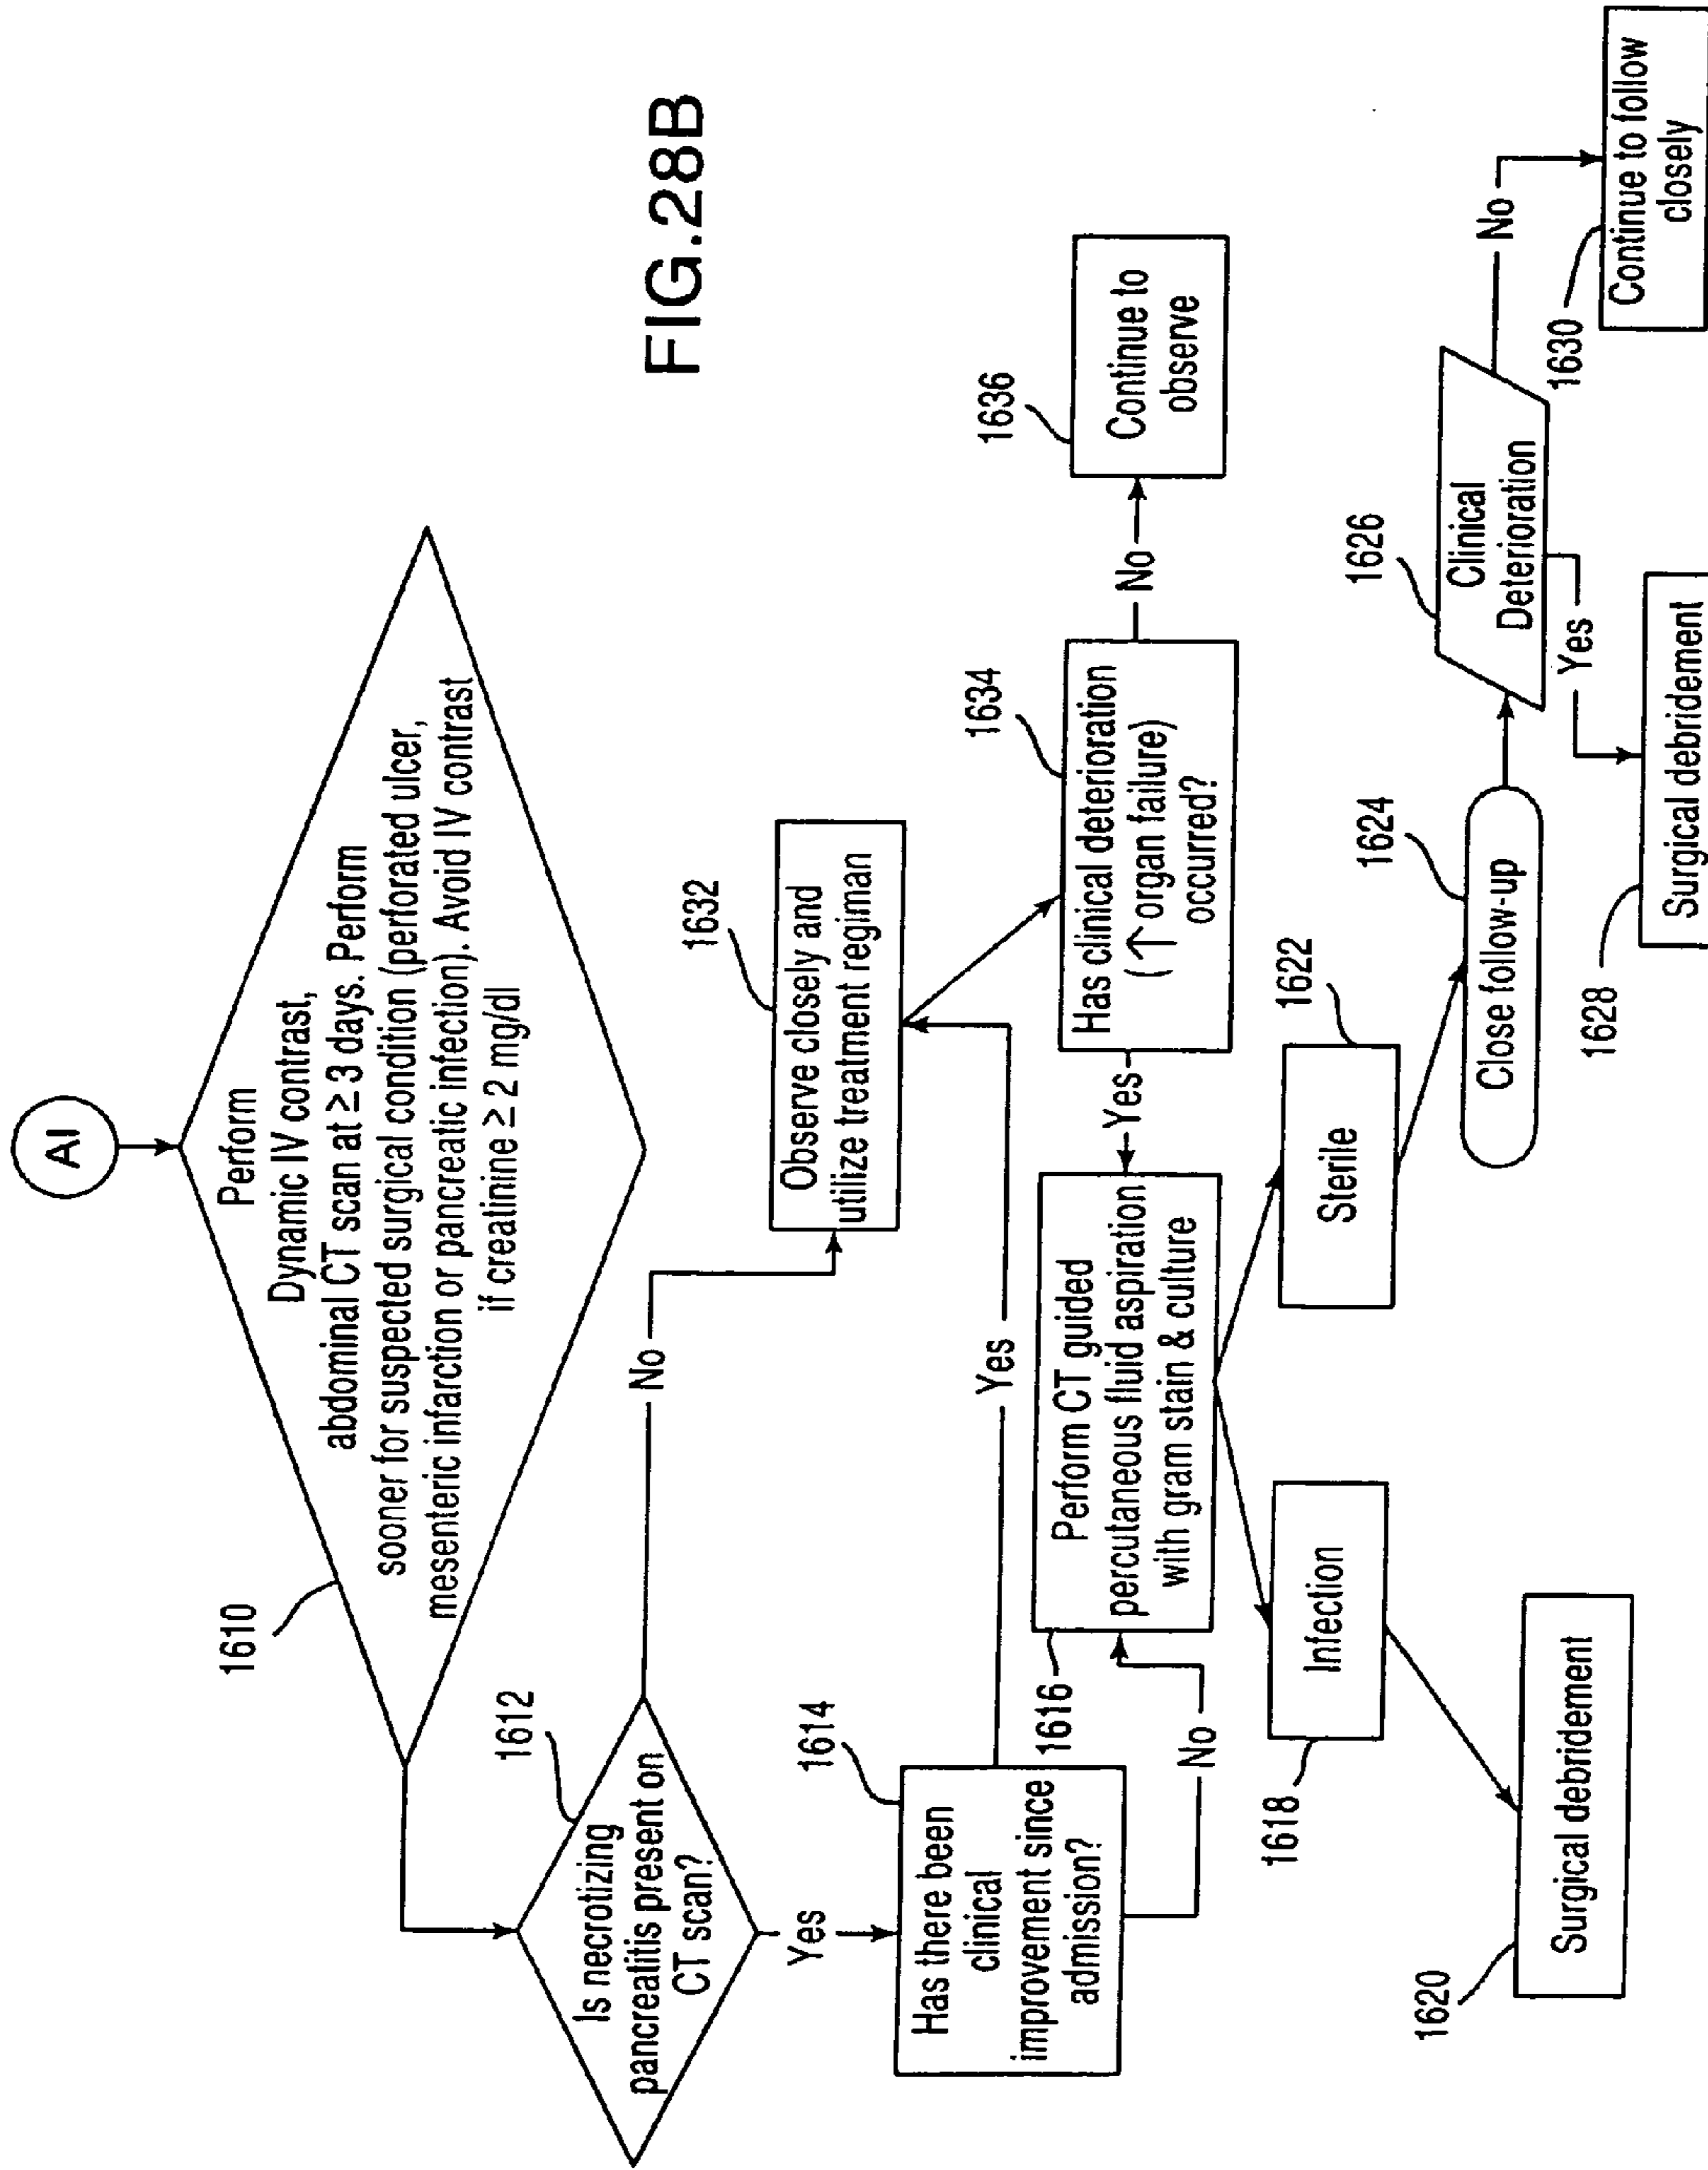 FIG.28B
AI
1610
Perform
Dynamic IV contrast,
abdominal CT scan at ≥ 3 days. Perform
sooner for suspected surgical condition (perforated ulcer,
mesenteric infarction or pancreatic infection). Avoid IV contrast
if creatinine ≥ 2 mg/dl
1612
Is necrotizing
pancreatitis present on
CT scan?
No
Yes
1632
Observe closely and
utilize treatment regiman
1614
Has there been
clinical
improvement since
admission?
Yes
No
1634
Has clinical deterioration
(↑ organ failure)
occurred?
No
Yes
1636
Continue to
observe
1616
Perform CT guided
percutaneous fluid aspiration
with gram stain & culture
1618
Infection
1622
Sterile
1620
Surgical debridement
1624
Close follow-up
1626
Clinical
Deterioration
No
Yes
1628
Surgical debridement
1630
Continue to follow
closely